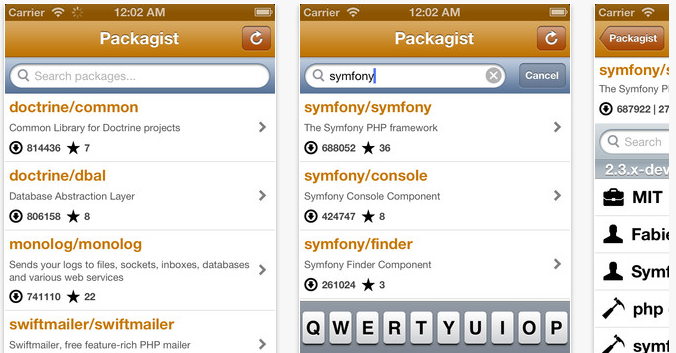 Carrier 12:02 AM
Packagist
Search packages...
doctrine/common
Common Library for Doctrine projects
814436 ★ 7
doctrine/dbal
Database Abstraction Layer
806158 ★ 8
monolog/monolog
Sends your logs to files, sockets, inboxes, databases
and various web services
741110 ★ 22
swiftmailer/swiftmailer
Swiftmailer, free feature-rich PHP mailer
Carrier 12:02 AM
Packagist
symfony Cancel
symfony/symfony
The Symfony PHP framework
688052 ★ 36
symfony/console
Symfony Console Component
424747 ★ 8
symfony/finder
Symfony Finder Component
261024 ★ 3
Q W E R T Y U I O P
Carrier
Packagist
symfony/s
The Symfony P
687922 | 27
Search
2.3.x-dev
MIT
Fabie
Symf
php
symf